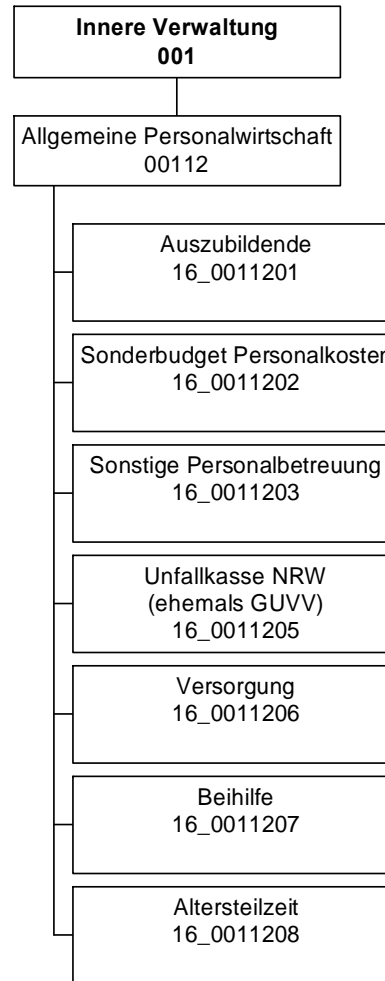 Innere Verwaltung
001
Allgemeine Personalwirtschaft
00112
Auszubildende
16_0011201
Sonderbudget Personalkosten
16_0011202
Sonstige Personalbetreuung
16_0011203
Unfallkasse NRW
(ehemals GUVV)
16_0011205
Versorgung
16_0011206
Beihilfe
16_0011207
Altersteilzeit
16_0011208